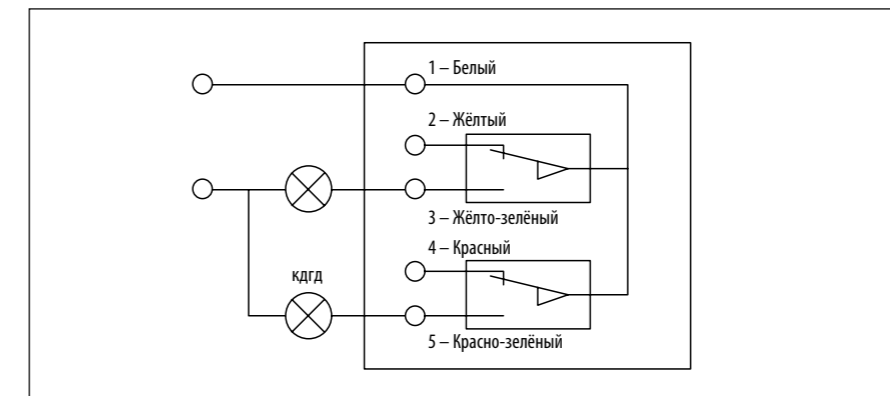 1 – Белый
2 – Жёлтый
3 – Жёлто-зелёный
4 – Красный
кдгд
5 – Красно-зелёный